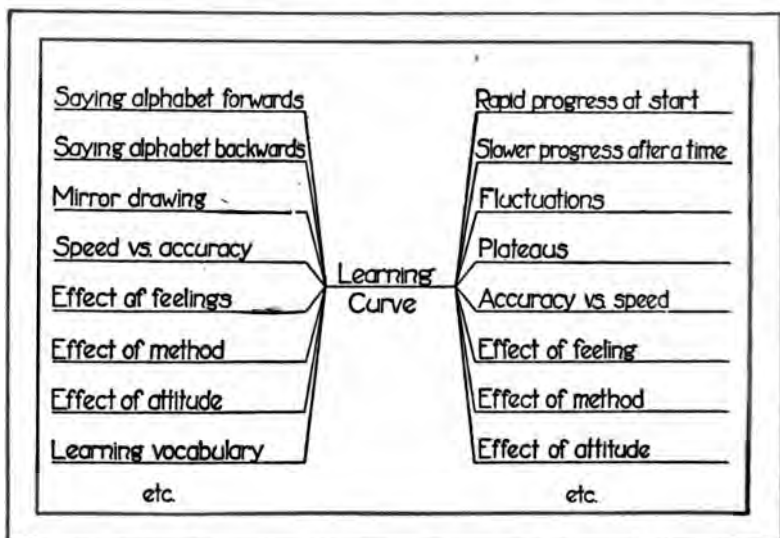 Saying alphabet forwards
Saying alphabet backwards
Mirror drawing
Speed vs. accuracy
Effect of feelings
Effect of method
Effect of attitude
Learning vocabulary
etc.
Learning
Curve
Rapid progress at start
Slower progress after a time
Fluctuations
Plateaus
Accuracy vs. speed
Effect of feeling
Effect of method
Effect of attitude
etc.